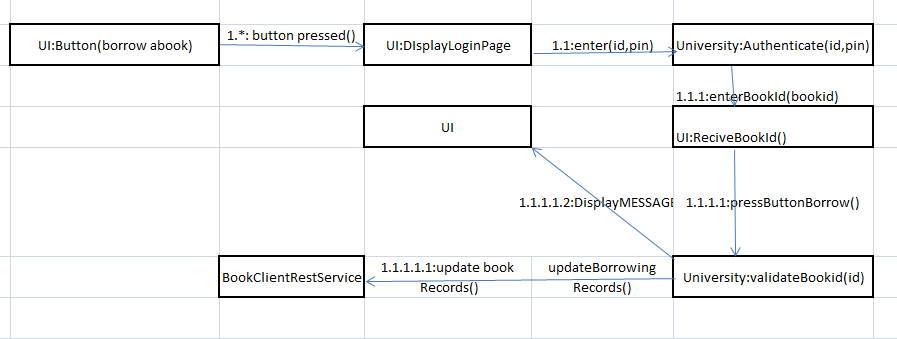 UI:Button(borrow abook)
1.*: button pressed()
UI:DIsplayLoginPage
1.1:enter(id,pin)
University:Authenticate(id,pin)
1.1.1:enterBookId(bookid)
UI
UI:ReciveBookId()
1.1.1.1.2:DisplayMESSAGE
1.1.1.1:pressButtonBorrow()
BookClientRestService
1.1.1.1.1:update book
Records()
updateBorrowing
Records()
University:validateBookid(id)